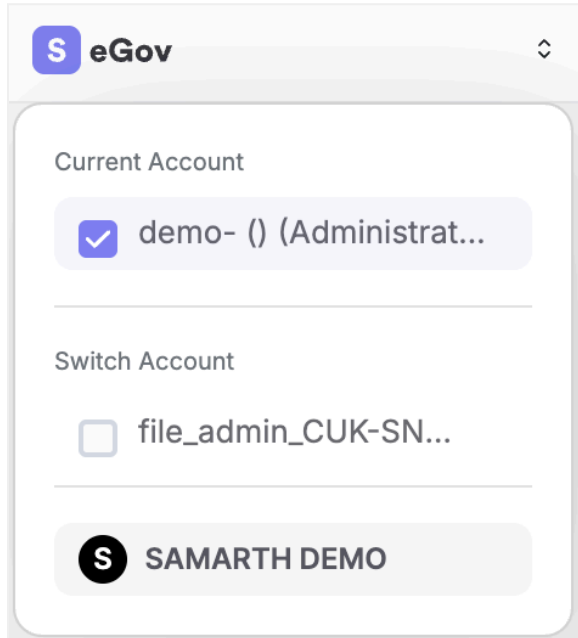 S eGov
Current Account
demo- () (Administrat...
Switch Account
file_admin_CUK-SN...
S SAMARTH DEMO